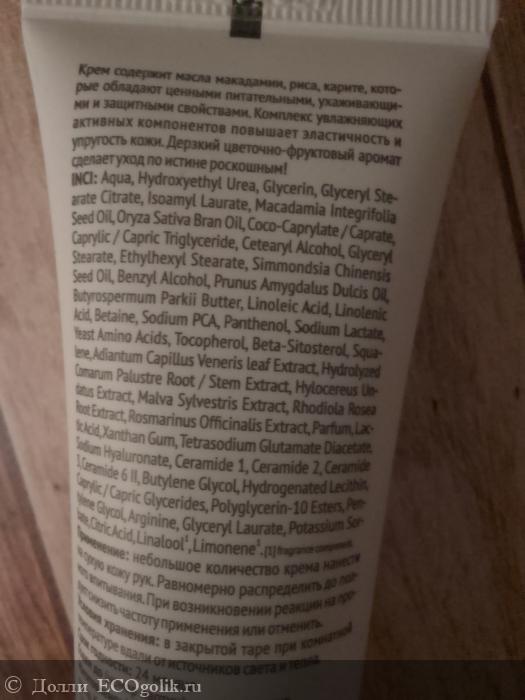 Крем содержит масла макадамии, риса, карите, кото-
рые обладают ценными питательными, ухаживающи-
ми и защитными свойствами. Комплекс увлажняющих
активных компонентов повышает эластичность и
упругость кожи. Дерзкий цветочно-фруктовый аромат
сделает уход по истине роскошным!
INCI: Aqua, Hydroxyethyl Urea, Glycerin, Glyceryl Ste-
arate Citrate, Isoamyl Laurate, Macadamia Integrifolia
Seed Oil, Oryza Sativa Bran Oil, Coco-Caprylate / Caprate,
Caprylic / Capric Triglyceride, Cetearyl Alcohol, Glyceryl
Stearate, Ethylhexyl Stearate, Simmondsia Chinensis
Seed Oil, Benzyl Alcohol, Prunus Amygdalus Dulcis Oil,
Butyrospermum Parkii Butter, Linoleic Acid, Linolenic
Acid, Betaine, Sodium PCA, Panthenol, Sodium Lactate,
Yeast Amino Acids, Tocopherol, Beta-Sitosterol, Squa-
lene, Adiantum Capillus Veneris leaf Extract, Hydrolyzed
Comarum Palustre Root / Stem Extract, Hylocereus Un-
datus Extract, Malva Sylvestris Extract, Rhodiola Rosea
Root Extract, Rosmarinus Officinalis Extract, Parfum, Lac-
tic Acid, Xanthan Gum, Tetrasodium Glutamate Diacetate,
Sodium Hyaluronate, Ceramide 1, Ceramide 2, Ceramide
3, Ceramide 6 II, Butylene Glycol, Hydrogenated Lecithin,
Caprylic / Capric Glycerides, Polyglycerin-10 Esters, Pen-
tylene Glycol, Arginine, Glyceryl Laurate, Potassium Sor-
bate, Citric Acid, Linalool¹, Limonene¹. [1] fragrance component.
Применение: небольшое количество крема нанести
на сухую кожу рук. Равномерно распределить до пол-
ного впитывания. При возникновении реакции на про-
дукт снизить частоту применения или отменить.
Условия хранения: в закрытой таре при комнатной
температуре вдали от источников света и тепла.
Срок годности: 24
© Долли ECOgolik.ru